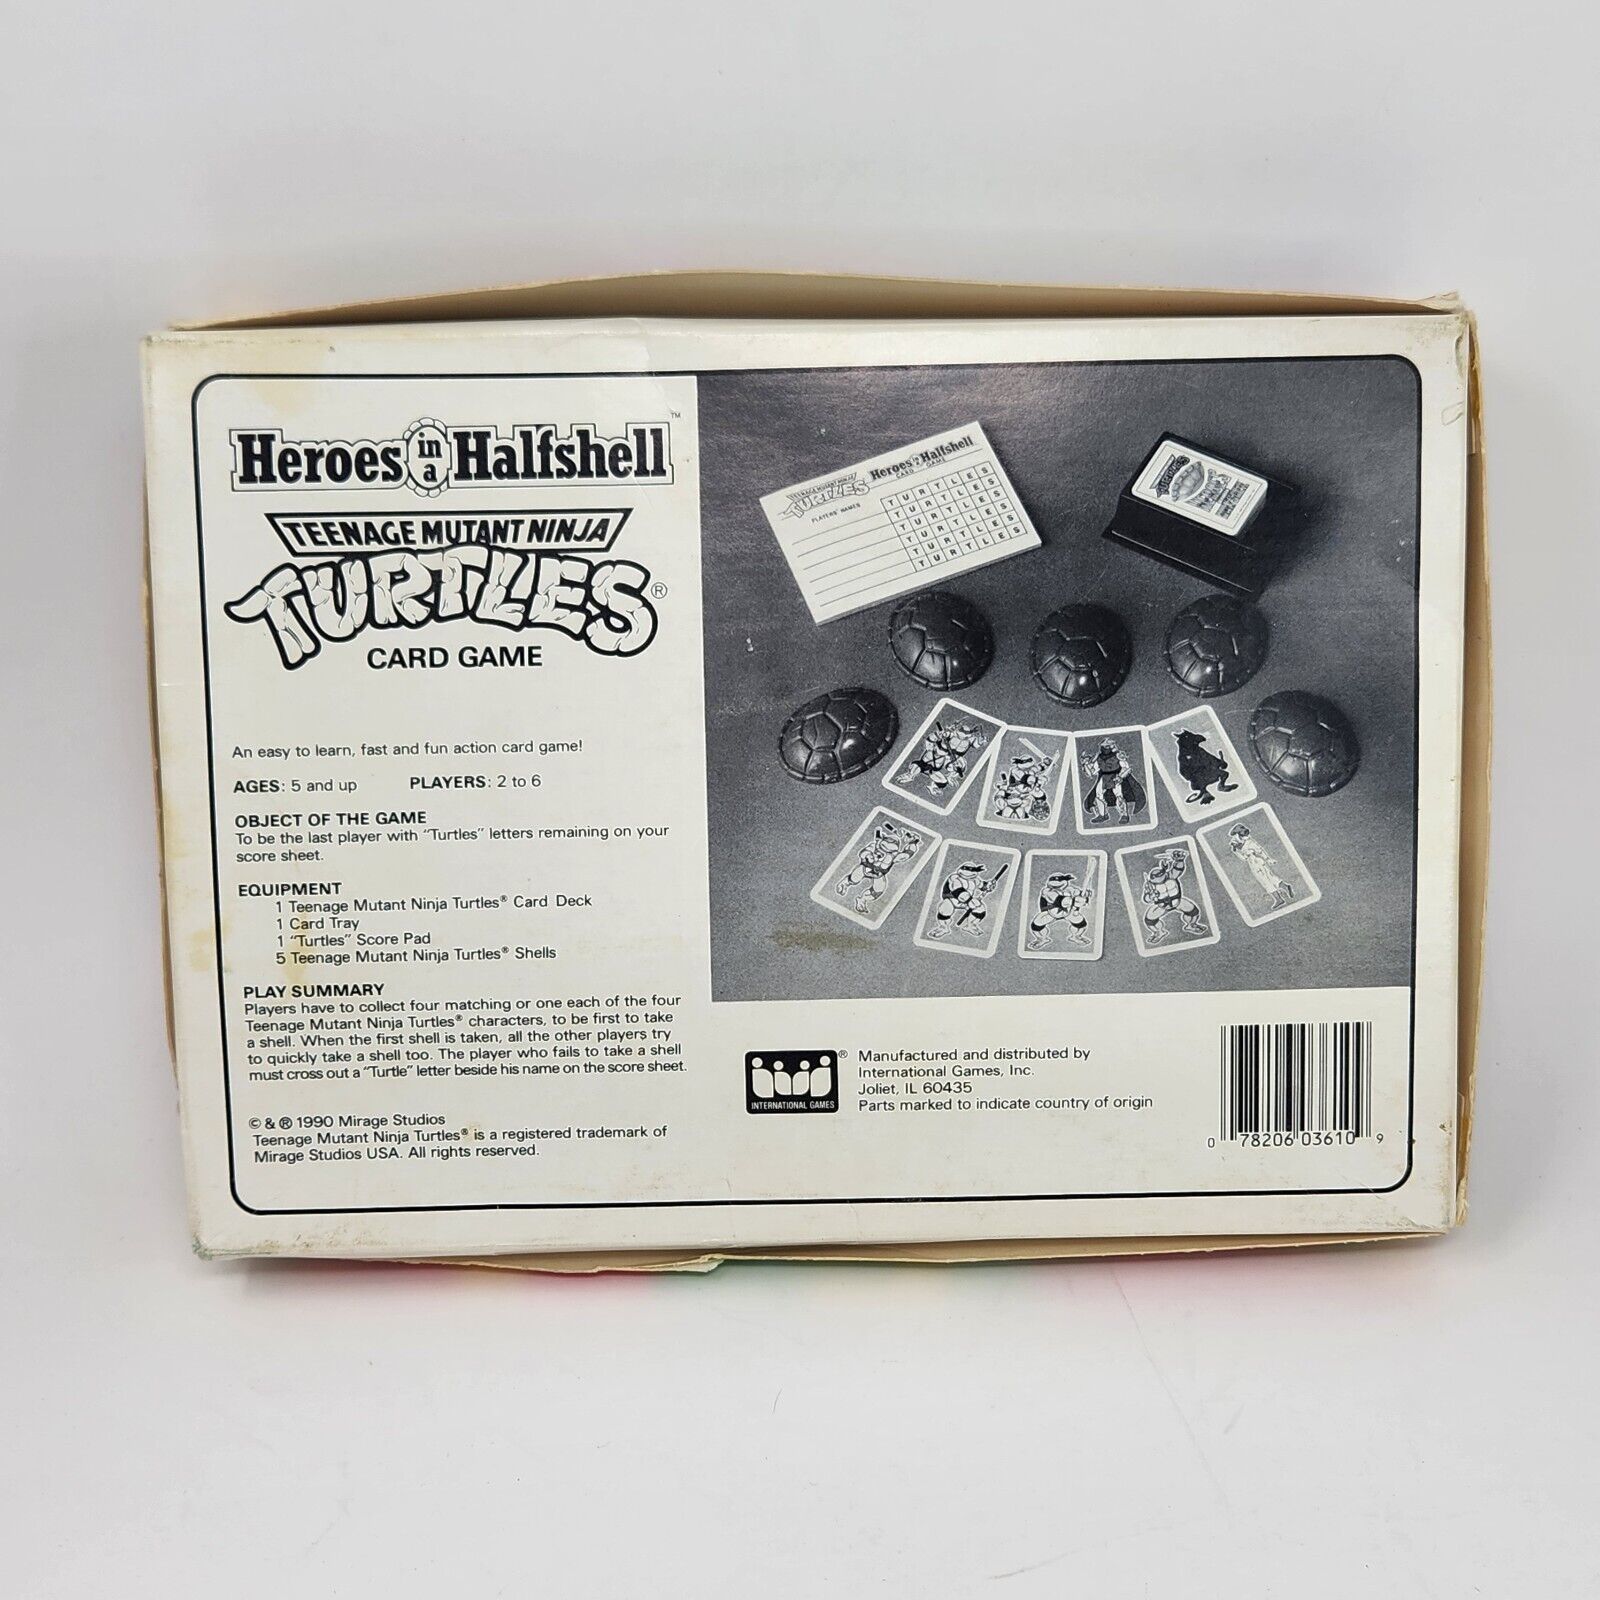 Heroes in a Halfshell™
TEENAGE MUTANT NINJA
TURTLES®
CARD GAME
An easy to learn, fast and fun action card game!
AGES: 5 and up PLAYERS: 2 to 6
OBJECT OF THE GAME
To be the last player with "Turtles" letters remaining on your
score sheet.
EQUIPMENT
1 Teenage Mutant Ninja Turtles® Card Deck
1 Card Tray
1 "Turtles" Score Pad
5 Teenage Mutant Ninja Turtles® Shells
PLAY SUMMARY
Players have to collect four matching or one each of the four
Teenage Mutant Ninja Turtles® characters, to be first to take
a shell. When the first shell is taken, all the other players try
to quickly take a shell too. The player who fails to take a shell
must cross out a "Turtle" letter beside his name on the score sheet.
© & ® 1990 Mirage Studios
Teenage Mutant Ninja Turtles® is a registered trademark of
Mirage Studios USA. All rights reserved.
TEENAGE MUTANT NINJA
TURTLES
Heroes in a Halfshell
CARD GAME
PLAYERS' NAMES
TURTLES
TURTLES
TURTLES
TURTLES
TURTLES
TURTLES
INTERNATIONAL GAMES®
Manufactured and distributed by
International Games, Inc.
Joliet, IL 60435
Parts marked to indicate country of origin
0 78206 03610 9